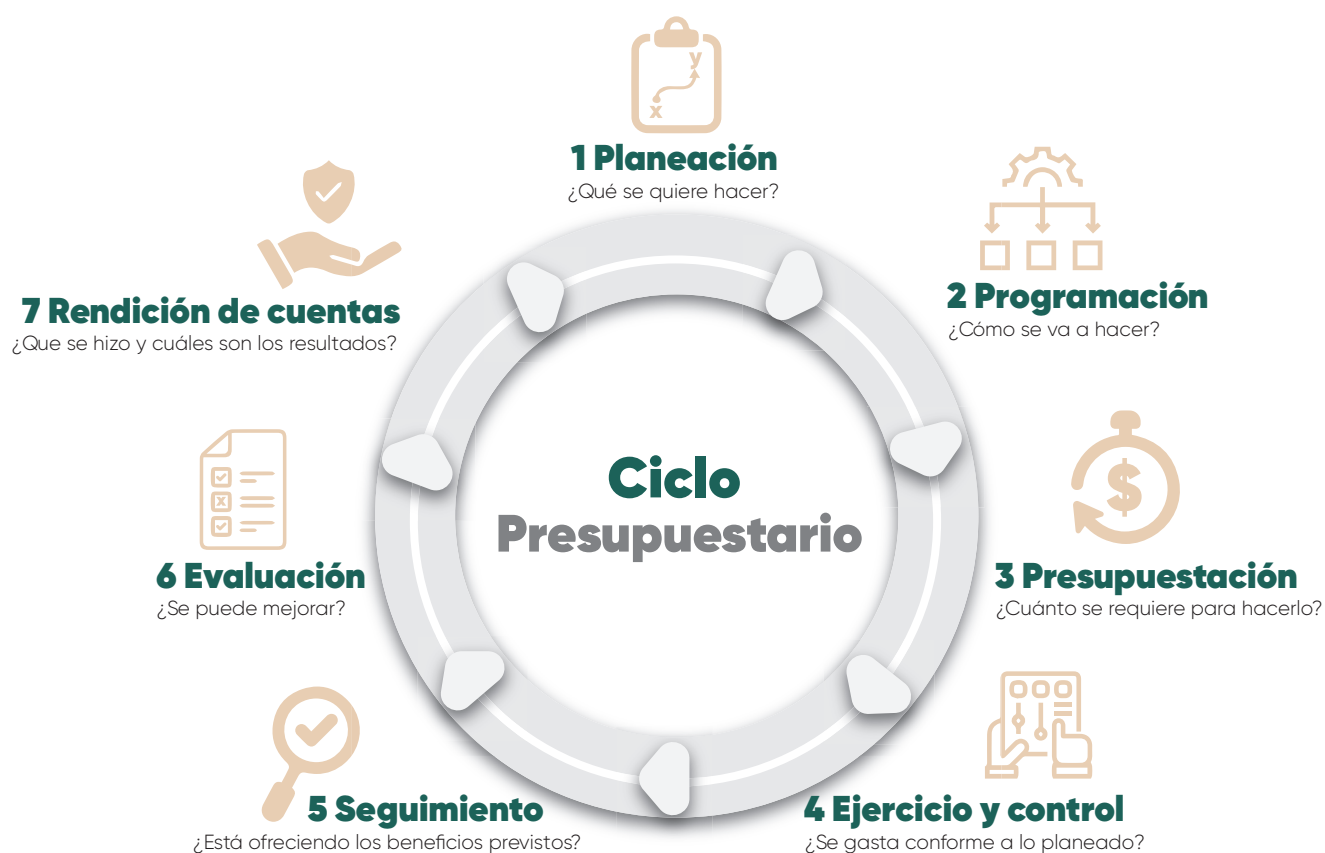 y
x
1 Planeación
¿Qué se quiere hacer?
2 Programación
¿Cómo se va a hacer?
$
3 Presupuestación
¿Cuánto se requiere para hacerlo?
4 Ejercicio y control
¿Se gasta conforme a lo planeado?
5 Seguimiento
¿Está ofreciendo los beneficios previstos?
6 Evaluación
¿Se puede mejorar?
7 Rendición de cuentas
¿Que se hizo y cuáles son los resultados?
Ciclo
Presupuestario